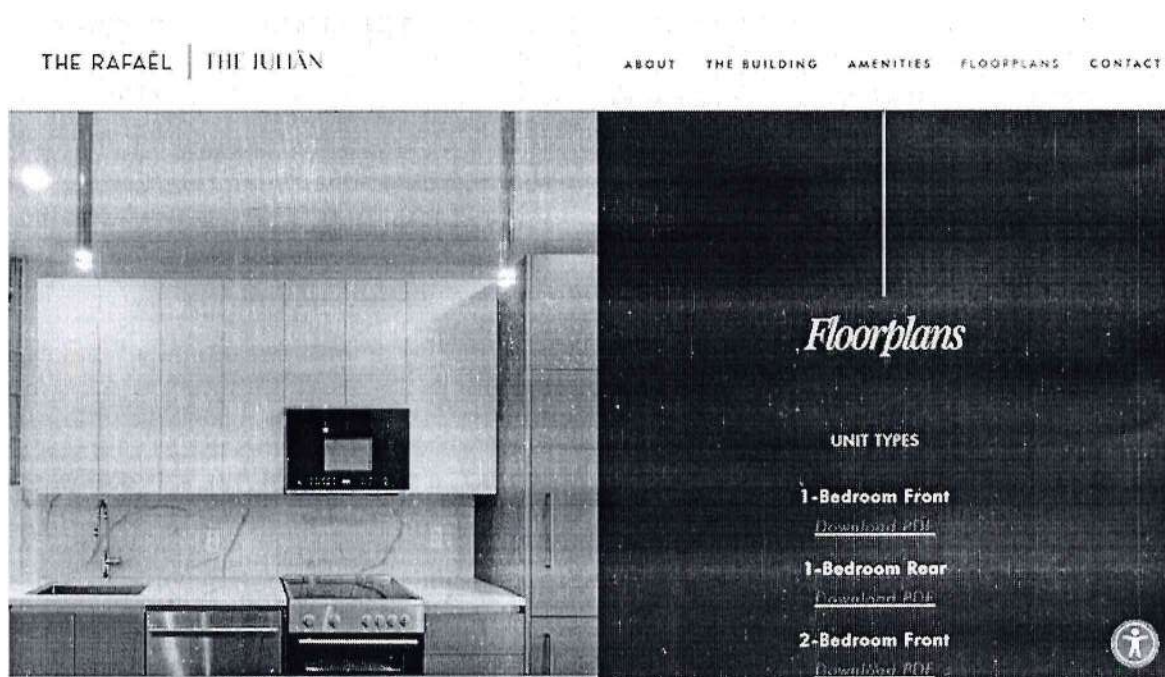 THE RAFAËL | THE JULIÁN
ABOUT THE BUILDING AMENITIES FLOORPLANS CONTACT
Floorplans
UNIT TYPES
1-Bedroom Front
Download PDF
1-Bedroom Rear
Download PDF
2-Bedroom Front
Download PDF